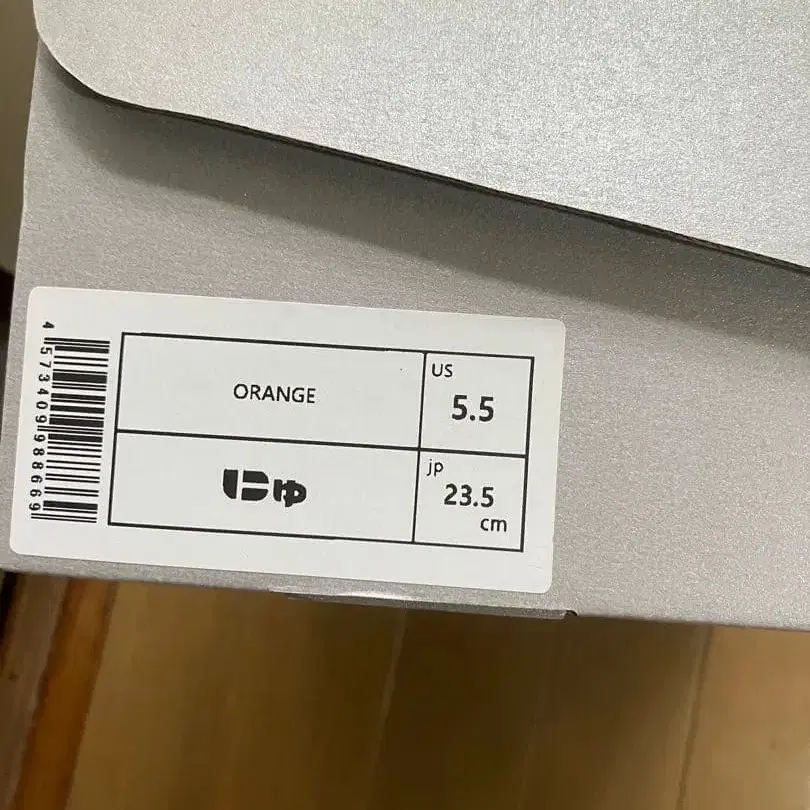 4573409988669
ORANGE
US
5.5
にゅ
jp
23.5
cm